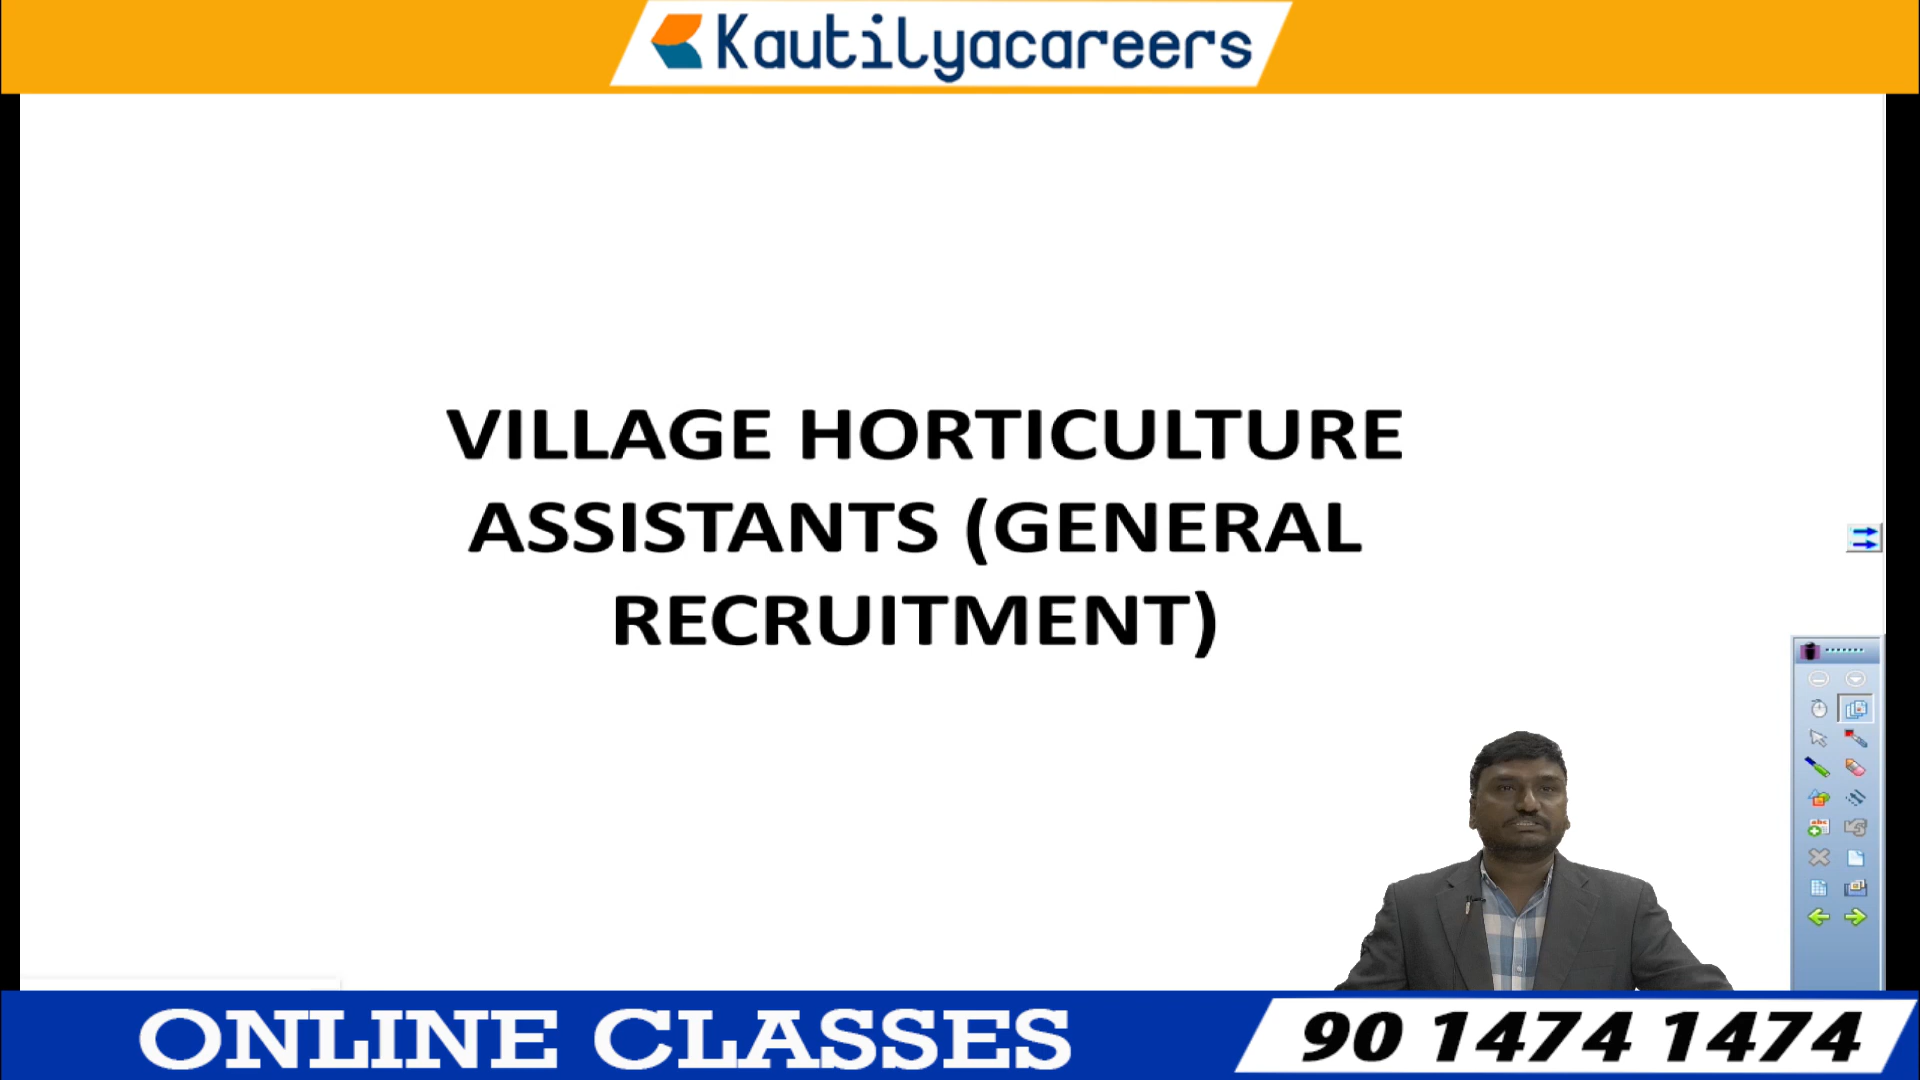 Kautilyacareers
VILLAGE HORTICULTURE
ASSISTANTS (GENERAL
RECRUITMENT)
ONLINE CLASSES
90 1474 1474